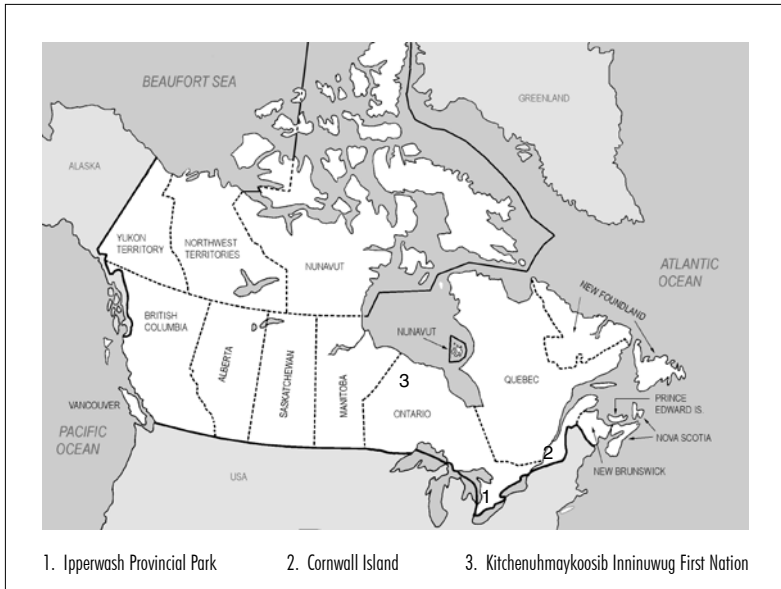 BEAUFORT SEA
GREENLAND
ALASKA
YUKON
TERRITORY
NORTHWEST
TERRITORIES
NUNAVUT
ATLANTIC
OCEAN
NEW FOUNDLAND
BRITISH
COLUMBIA
NUNAVUT
ALBERTA
SASKATCHEWAN
MANITOBA
3
ONTARIO
QUEBEC
VANCOUVER
PRINCE
EDWARD IS.
PACIFIC
OCEAN
NOVA SCOTIA
2
NEW BRUNSWICK
USA
1
1. Ipperwash Provincial Park 2. Cornwall Island 3. Kitchenuhmaykoosib Inninuwug First Nation